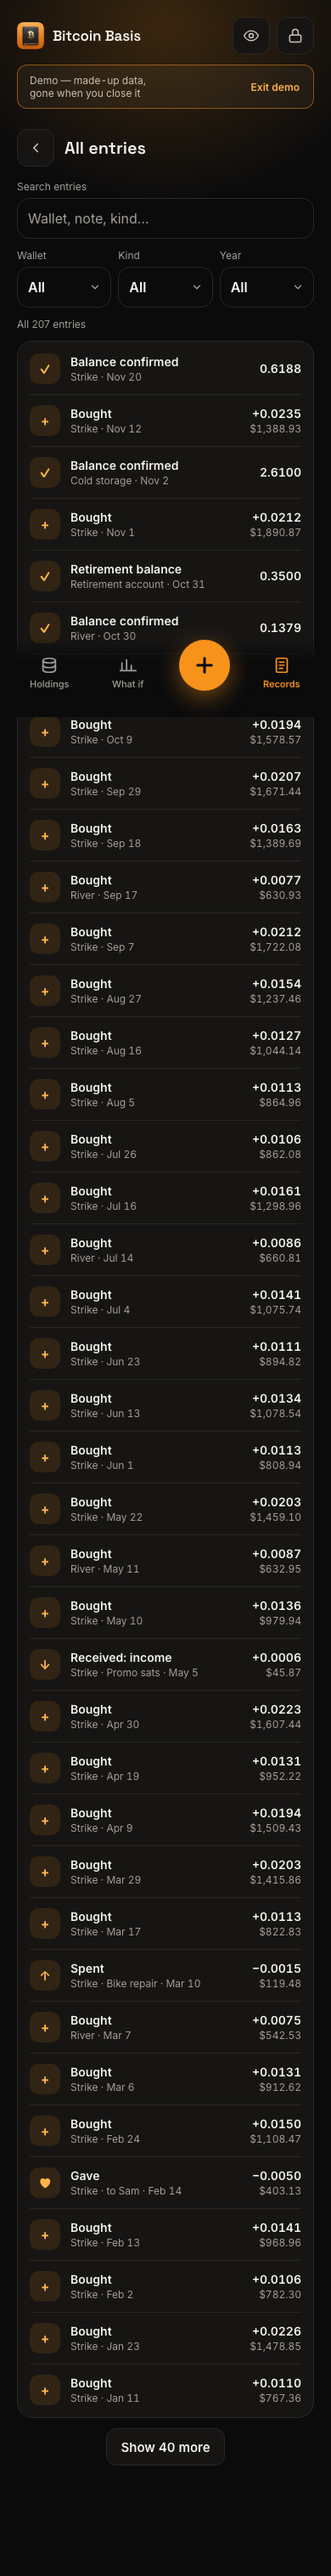 Bitcoin Basis
Demo — made-up data,
gone when you close it
Exit demo
All entries
Search entries
Wallet, note, kind...
Wallet
Kind
Year
All
All
All
All 207 entries
Balance confirmed
0.6188
Strike · Nov 20
Bought
+0.0235
Strike · Nov 12
$1,388.93
Balance confirmed
2.6100
Cold storage · Nov 2
Bought
+0.0212
Strike · Nov 1
$1,890.87
Retirement balance
0.3500
Retirement account · Oct 31
Balance confirmed
0.1379
River · Oct 30
Holdings
What if
Records
Bought
+0.0194
Strike · Oct 9
$1,578.57
Bought
+0.0207
Strike · Sep 29
$1,671.44
Bought
+0.0163
Strike · Sep 18
$1,389.69
Bought
+0.0077
River · Sep 17
$630.93
Bought
+0.0212
Strike · Sep 7
$1,722.08
Bought
+0.0154
Strike · Aug 27
$1,237.46
Bought
+0.0127
Strike · Aug 16
$1,044.14
Bought
+0.0113
Strike · Aug 5
$864.96
Bought
+0.0106
Strike · Jul 26
$862.08
Bought
+0.0161
Strike · Jul 16
$1,298.96
Bought
+0.0086
River · Jul 14
$660.81
Bought
+0.0141
Strike · Jul 4
$1,075.74
Bought
+0.0111
Strike · Jun 23
$894.82
Bought
+0.0134
Strike · Jun 13
$1,078.54
Bought
+0.0113
Strike · Jun 1
$808.94
Bought
+0.0203
Strike · May 22
$1,459.10
Bought
+0.0087
River · May 11
$632.95
Bought
+0.0136
Strike · May 10
$979.94
Received: income
+0.0006
Strike · Promo sats · May 5
$45.87
Bought
+0.0223
Strike · Apr 30
$1,607.44
Bought
+0.0131
Strike · Apr 19
$952.22
Bought
+0.0194
Strike · Apr 9
$1,509.43
Bought
+0.0203
Strike · Mar 29
$1,415.86
Bought
+0.0113
Strike · Mar 17
$822.83
Spent
−0.0015
Strike · Bike repair · Mar 10
$119.48
Bought
+0.0075
River · Mar 7
$542.53
Bought
+0.0131
Strike · Mar 6
$912.62
Bought
+0.0150
Strike · Feb 24
$1,108.47
Gave
−0.0050
Strike · to Sam · Feb 14
$403.13
Bought
+0.0141
Strike · Feb 13
$968.96
Bought
+0.0106
Strike · Feb 2
$782.30
Bought
+0.0226
Strike · Jan 23
$1,478.85
Bought
+0.0110
Strike · Jan 11
$767.36
Show 40 more